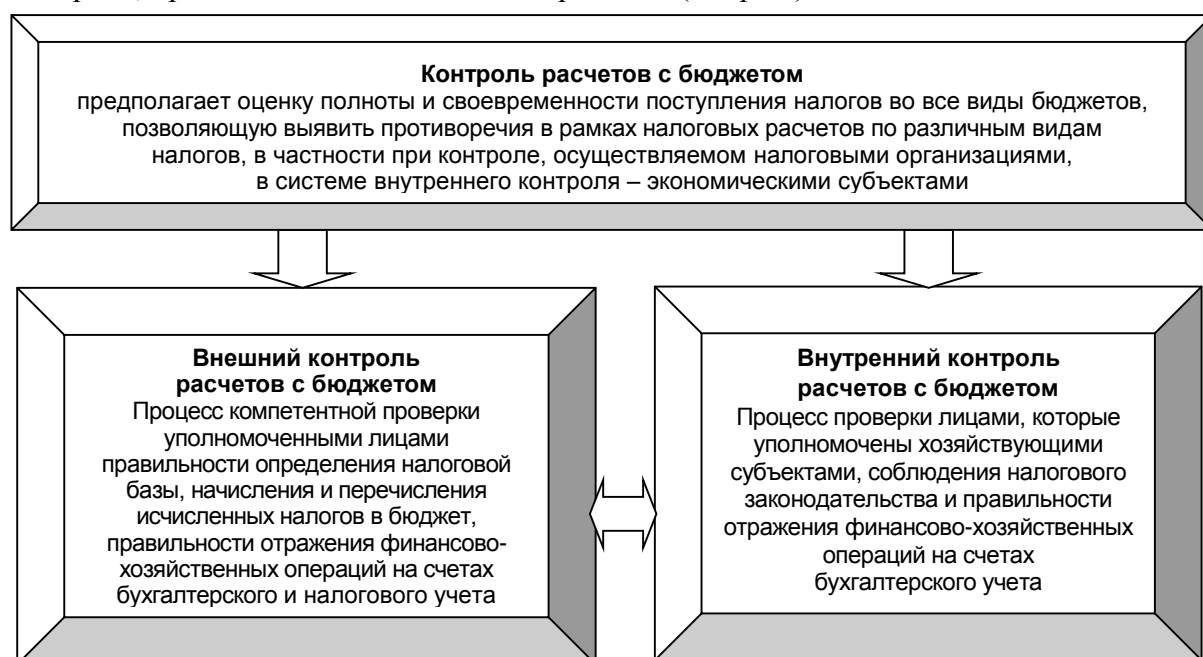 Контроль расчетов с бюджетом
предполагает оценку полноты и своевременности поступления налогов во все виды бюджетов,
позволяющую выявить противоречия в рамках налоговых расчетов по различным видам
налогов, в частности при контроле, осуществляемом налоговыми организациями,
в системе внутреннего контроля – экономическими субъектами
Внешний контроль
расчетов с бюджетом
Процесс компетентной проверки
уполномоченными лицами
правильности определения налоговой
базы, начисления и перечисления
исчисленных налогов в бюджет,
правильности отражения финансово-
хозяйственных операций на счетах
бухгалтерского и налогового учета
Внутренний контроль
расчетов с бюджетом
Процесс проверки лицами, которые
уполномочены хозяйствующими
субъектами, соблюдения налогового
законодательства и правильности
отражения финансово-хозяйственных
операций на счетах
бухгалтерского учета